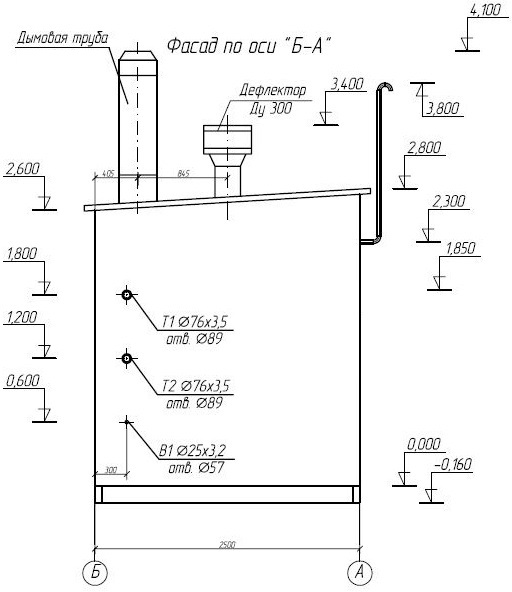 4,100
Дымовая труба
Фасад по оси "Б-А"
Дефлектор
Ду 300
3,400
3,800
2,800
2,600
405
845
2,300
1,850
1,800
Т1 Ø76х3,5
отв. Ø89
1,200
Т2 Ø76х3,5
отв. Ø89
0,600
В1 Ø25х3,2
отв. Ø57
300
0,000
-0,160
2500
Б
А